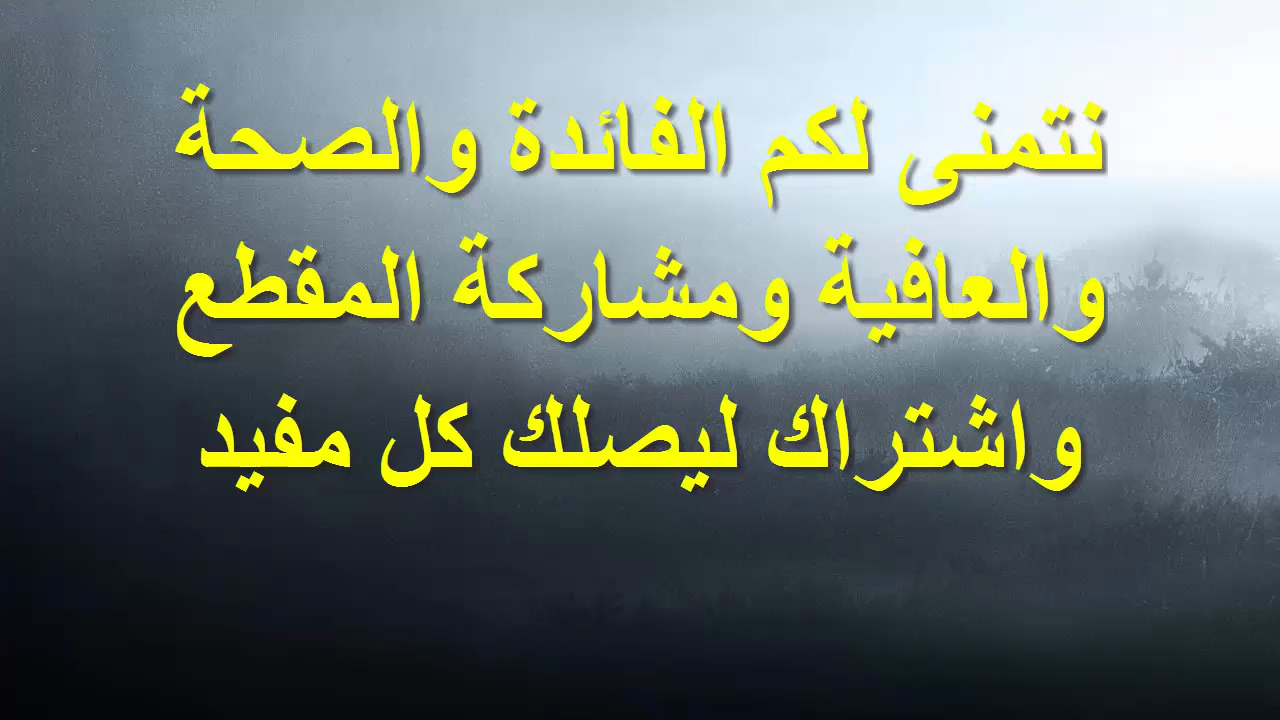 نتمنى لكم الفائدة والصحة
والعافية ومشاركة المقطع
واشتراك ليصلك كل مفيد